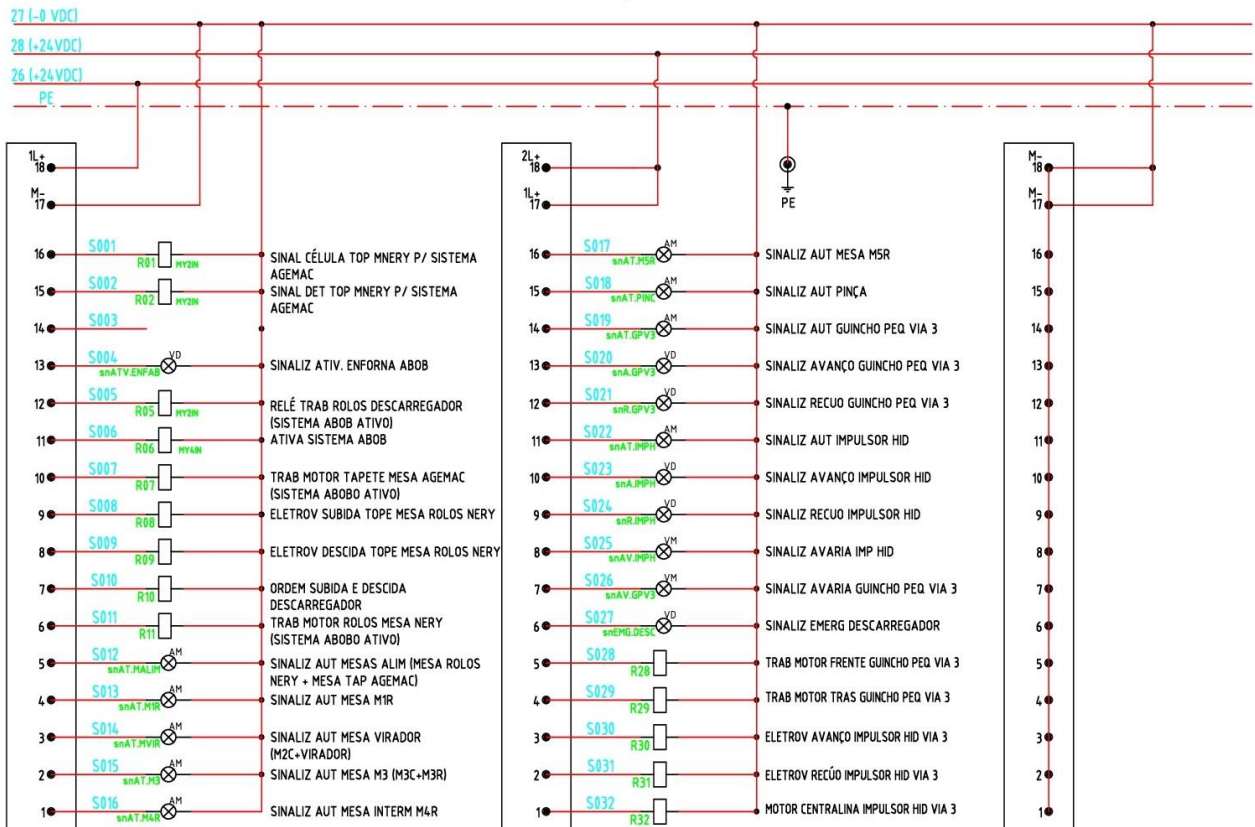 27 (-0 VDC)
28 (+24VDC)
26 (+24VDC)
PE
1L+
18
M-
17
16 S001 R01 MY2IN SINAL CÉLULA TOP MNERY P/ SISTEMA
AGEMAC
15 S002 R02 MY2IN SINAL DET TOP MNERY P/ SISTEMA
AGEMAC
14 S003
13 S004 snATV.ENFAB VD SINALIZ ATIV. ENFORNA ABOB
12 S005 R05 MY2IN RELÉ TRAB ROLOS DESCARREGADOR
(SISTEMA ABOB ATIVO)
11 S006 R06 MY4IN ATIVA SISTEMA ABOB
10 S007 R07 TRAB MOTOR TAPETE MESA AGEMAC
(SISTEMA ABOBO ATIVO)
9 S008 R08 ELETROV SUBIDA TOPE MESA ROLOS NERY
8 S009 R09 ELETROV DESCIDA TOPE MESA ROLOS NERY
7 S010 R10 ORDEM SUBIDA E DESCIDA
DESCARREGADOR
6 S011 R11 TRAB MOTOR ROLOS MESA NERY
(SISTEMA ABOBO ATIVO)
5 S012 snAT.MALIM AM SINALIZ AUT MESAS ALIM (MESA ROLOS
NERY + MESA TAP AGEMAC)
4 S013 snAT.M1R AM SINALIZ AUT MESA M1R
3 S014 snAT.MVIR AM SINALIZ AUT MESA VIRADOR
(M2C+VIRADOR)
2 S015 snAT.M3 AM SINALIZ AUT MESA M3 (M3C+M3R)
1 S016 snAT.M4R AM SINALIZ AUT MESA INTERM M4R
2L+
18
1L+
17
16 S017 snAT.M5R AM SINALIZ AUT MESA M5R
15 S018 snAT.PINC AM SINALIZ AUT PINÇA
14 S019 snAT.GPV3 AM SINALIZ AUT GUINCHO PEQ VIA 3
13 S020 snA.GPV3 VD SINALIZ AVANÇO GUINCHO PEQ VIA 3
12 S021 snR.GPV3 VD SINALIZ RECUO GUINCHO PEQ VIA 3
11 S022 snAT.IMPH AM SINALIZ AUT IMPULSOR HID
10 S023 snA.IMPH VD SINALIZ AVANÇO IMPULSOR HID
9 S024 snR.IMPH VD SINALIZ RECUO IMPULSOR HID
8 S025 snAV.IMPH VM SINALIZ AVARIA IMP HID
7 S026 snAV.GPV3 VM SINALIZ AVARIA GUINCHO PEQ VIA 3
6 S027 snEMG.DESC VD SINALIZ EMERG DESCARREGADOR
5 S028 R28 TRAB MOTOR FRENTE GUINCHO PEQ VIA 3
4 S029 R29 TRAB MOTOR TRAS GUINCHO PEQ VIA 3
3 S030 R30 ELETROV AVANÇO IMPULSOR HID VIA 3
2 S031 R31 ELETROV RECÚO IMPULSOR HID VIA 3
1 S032 R32 MOTOR CENTRALINA IMPULSOR HID VIA 3
PE
M-
18
M-
17
16
15
14
13
12
11
10
9
8
7
6
5
4
3
2
1